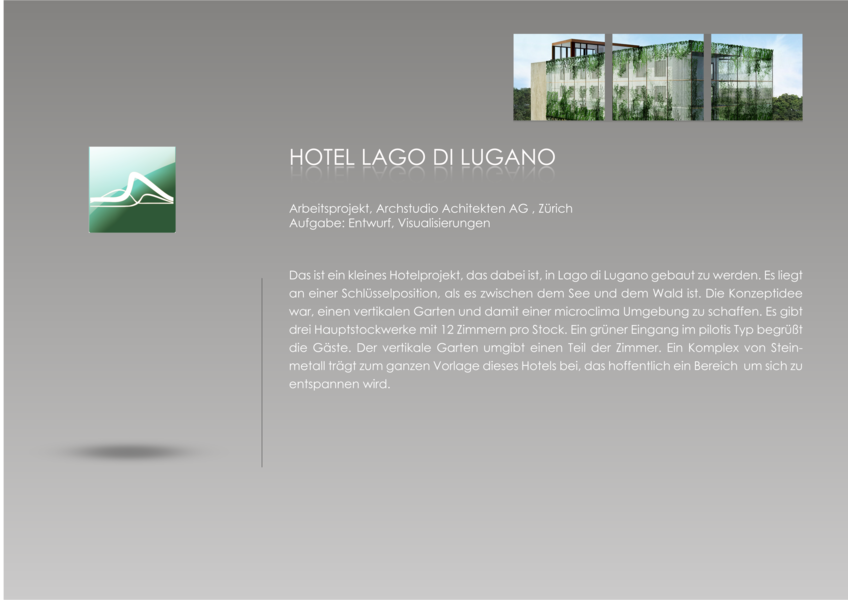 HOTEL LAGO DI LUGANO
Arbeitsprojekt, Archstudio Achitekten AG , Zürich
Aufgabe: Entwurf, Visualisierungen
Das ist ein kleines Hotelprojekt, das dabei ist, in Lago di Lugano gebaut zu werden. Es liegt
an einer Schlüsselposition, als es zwischen dem See und dem Wald ist. Die Konzeptidee
war, einen vertikalen Garten und damit einer microclima Umgebung zu schaffen. Es gibt
drei Hauptstockwerke mit 12 Zimmern pro Stock. Ein grüner Eingang im pilotis Typ begrüßt
die Gäste. Der vertikale Garten umgibt einen Teil der Zimmer. Ein Komplex von Stein-
metall trägt zum ganzen Vorlage dieses Hotels bei, das hoffentlich ein Bereich um sich zu
entspannen wird.